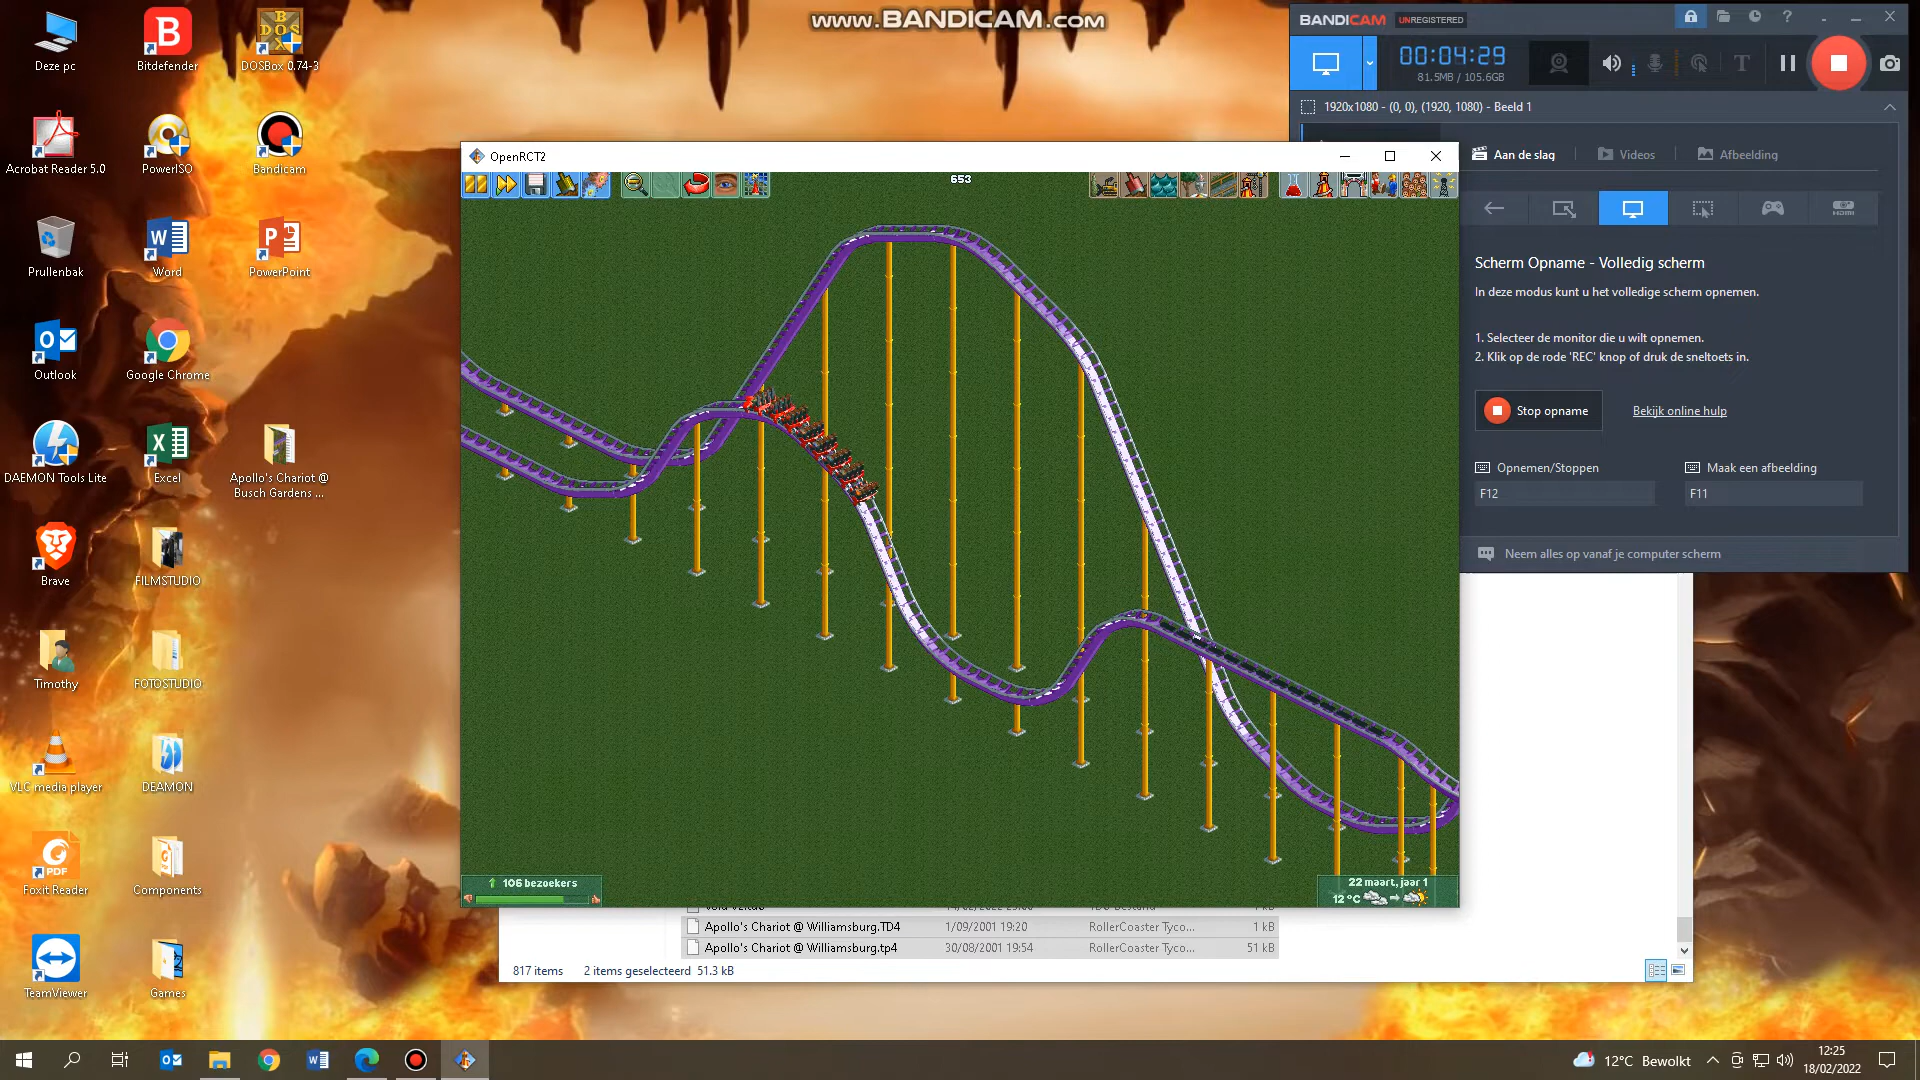 www.BANDICAM.com
Deze pc
Bitdefender
DOSBox 0.74-3
Acrobat Reader 5.0
PowerISO
Bandicam
Prullenbak
Word
PowerPoint
Outlook
Google Chrome
DAEMON Tools Lite
Excel
Apollo's Chariot @
Busch Gardens ...
Brave
FILMSTUDIO
Timothy
FOTOSTUDIO
VLC media player
DEAMON
Foxit Reader
Components
TeamViewer
Games
OpenRCT2
653
106 bezoekers
22 maart, jaar 1
12 °C
BANDICAM UNREGISTERED
00:04:29
81.5MB / 105.6GB
1920x1080 - (0, 0), (1920, 1080) - Beeld 1
Aan de slag
Videos
Afbeelding
HDMI
Scherm Opname - Volledig scherm
In deze modus kunt u het volledige scherm opnemen.
1. Selecteer de monitor die u wilt opnemen.
2. Klik op de rode 'REC' knop of druk de sneltoets in.
Stop opname
Bekijk online hulp
Opnemen/Stoppen
Maak een afbeelding
F12
F11
Neem alles op vanaf je computer scherm
Apollo's Chariot @ Williamsburg.TD4 1/09/2001 19:20 RollerCoaster Tyco... 1 kB
Apollo's Chariot @ Williamsburg.tp4 30/08/2001 19:54 RollerCoaster Tyco... 51 kB
817 items 2 items geselecteerd 51.3 kB
12°C Bewolkt
12:25
18/02/2022